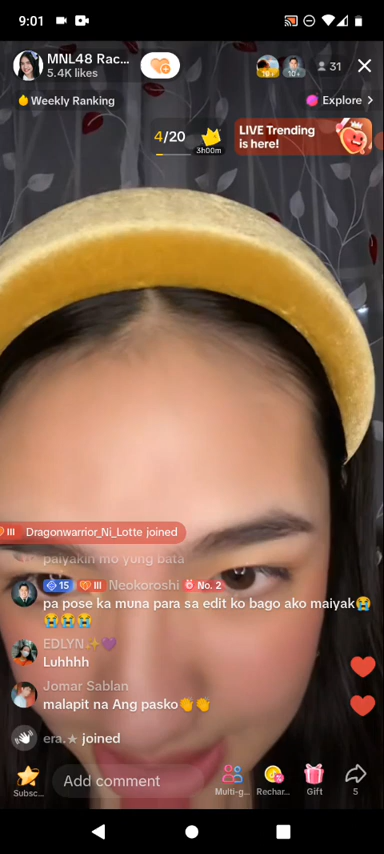 9:01
MNL48 Rac...
5.4K likes
10+
31
Weekly Ranking
Explore >
4/20
3h00m
LIVE Trending
is here!
III Dragonwarrior_Ni_Lotte joined
paiyakin mo yung bata
15 III Neokoroshi No. 2
pa pose ka muna para sa edit ko bago ako maiyak😭
😭😭😭
EDLYN✨💜
Luhhhh
Jomar Sablan
malapit na Ang pasko👏👏
era.★ joined
Add comment
Subsc...
Multi-g...
Rechar...
Gift
5